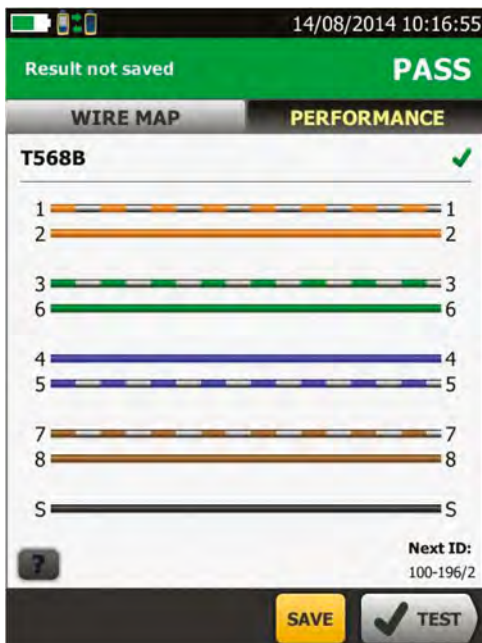 14/08/2014 10:16:55
Result not saved PASS
WIRE MAP PERFORMANCE
T568B
1 1
2 2
3 3
6 6
4 4
5 5
7 7
8 8
S S
?
Next ID:
100-196/2
SAVE TEST